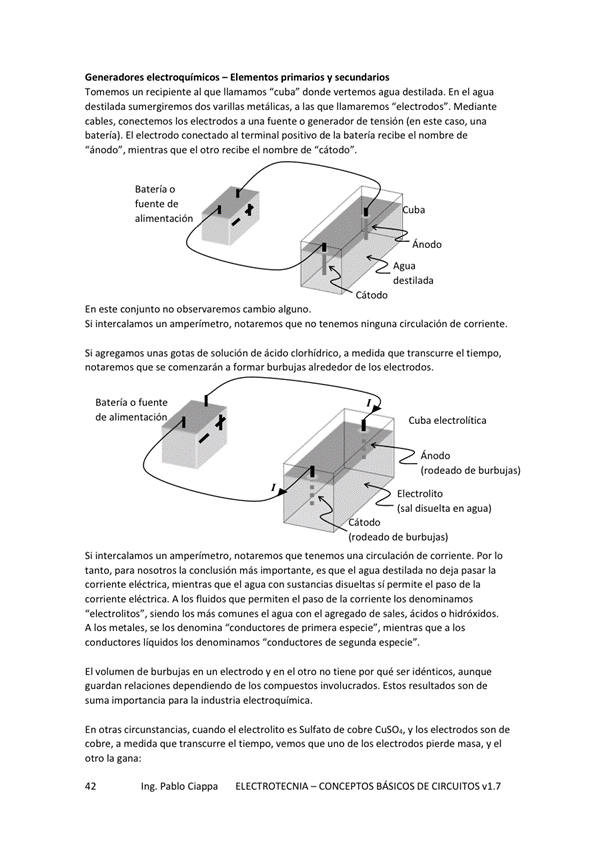 Generadores electroquímicos – Elementos primarios y secundarios
Tomemos un recipiente al que llamamos “cuba” donde vertemos agua destilada. En el agua
destilada sumergiremos dos varillas metálicas, a las que llamaremos “electrodos”. Mediante
cables, conectemos los electrodos a una fuente o generador de tensión (en este caso, una
batería). El electrodo conectado al terminal positivo de la batería recibe el nombre de
“ánodo”, mientras que el otro recibe el nombre de “cátodo”.
Batería o
fuente de
alimentación
Cuba
Ánodo
Agua
destilada
Cátodo
En este conjunto no observaremos cambio alguno.
Si intercalamos un amperímetro, notaremos que no tenemos ninguna circulación de corriente.
Si agregamos unas gotas de solución de ácido clorhídrico, a medida que transcurre el tiempo,
notaremos que se comenzarán a formar burbujas alrededor de los electrodos.
Batería o fuente
de alimentación
I
Cuba electrolítica
Ánodo
(rodeado de burbujas)
I
Electrolito
(sal disuelta en agua)
Cátodo
(rodeado de burbujas)
Si intercalamos un amperímetro, notaremos que tenemos una circulación de corriente. Por lo
tanto, para nosotros la conclusión más importante, es que el agua destilada no deja pasar la
corriente eléctrica, mientras que el agua con sustancias disueltas sí permite el paso de la
corriente eléctrica. A los fluidos que permiten el paso de la corriente los denominamos
“electrolitos”, siendo los más comunes el agua con el agregado de sales, ácidos o hidróxidos.
A los metales, se los denomina “conductores de primera especie”, mientras que a los
conductores líquidos los denominamos “conductores de segunda especie”.
El volumen de burbujas en un electrodo y en el otro no tiene por qué ser idénticos, aunque
guardan relaciones dependiendo de los compuestos involucrados. Estos resultados son de
suma importancia para la industria electroquímica.
En otras circunstancias, cuando el electrolito es Sulfato de cobre CuSO₄, y los electrodos son de
cobre, a medida que transcurre el tiempo, vemos que uno de los electrodos pierde masa, y el
otro la gana:
42 Ing. Pablo Ciappa ELECTROTECNIA – CONCEPTOS BÁSICOS DE CIRCUITOS v1.7